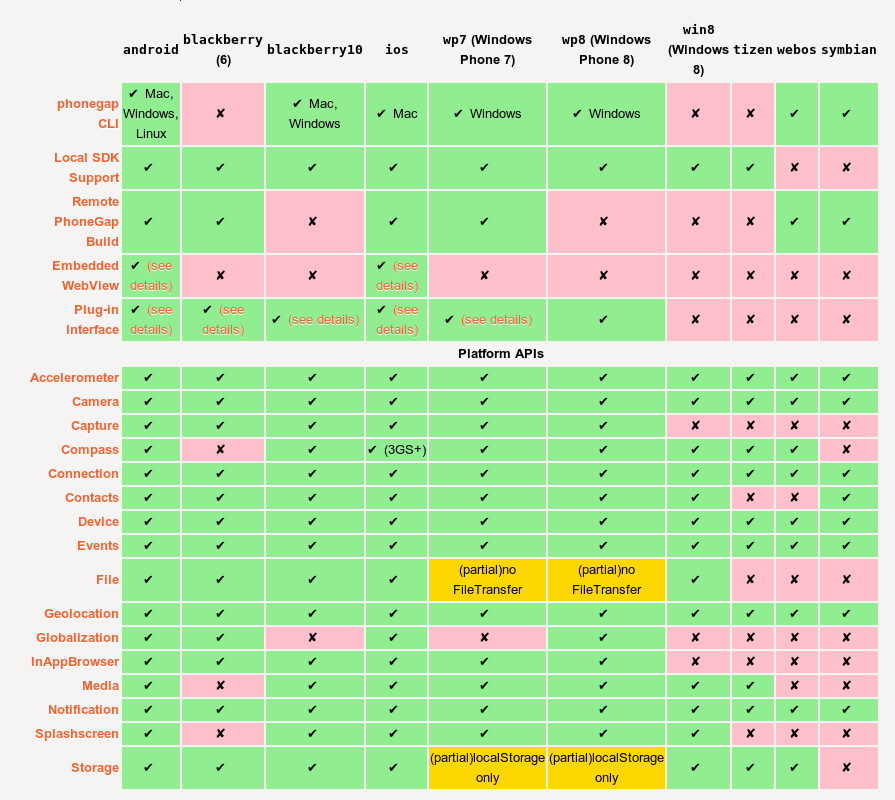 android blackberry (6) blackberry10 ios wp7 (Windows Phone 7) wp8 (Windows Phone 8) win8 (Windows 8) tizen webos symbian
phonegap CLI ✔ Mac, Windows, Linux ✘ ✔ Mac, Windows ✔ Mac ✔ Windows ✔ Windows ✘ ✘ ✔ ✔
Local SDK Support ✔ ✔ ✔ ✔ ✔ ✔ ✔ ✔ ✘ ✘
Remote PhoneGap Build ✔ ✔ ✘ ✔ ✔ ✘ ✘ ✘ ✔ ✔
Embedded WebView ✔ (see details) ✘ ✘ ✔ (see details) ✘ ✘ ✘ ✘ ✘ ✘
Plug-in Interface ✔ (see details) ✔ (see details) ✔ (see details) ✔ (see details) ✔ (see details) ✔ ✘ ✘ ✘ ✘
Platform APIs
Accelerometer ✔ ✔ ✔ ✔ ✔ ✔ ✔ ✔ ✔ ✔
Camera ✔ ✔ ✔ ✔ ✔ ✔ ✔ ✔ ✔ ✔
Capture ✔ ✔ ✔ ✔ ✔ ✔ ✘ ✘ ✘ ✘
Compass ✔ ✘ ✔ ✔ (3GS+) ✔ ✔ ✔ ✔ ✔ ✘
Connection ✔ ✔ ✔ ✔ ✔ ✔ ✔ ✔ ✔ ✔
Contacts ✔ ✔ ✔ ✔ ✔ ✔ ✔ ✘ ✘ ✔
Device ✔ ✔ ✔ ✔ ✔ ✔ ✔ ✔ ✔ ✔
Events ✔ ✔ ✔ ✔ ✔ ✔ ✔ ✔ ✔ ✔
File ✔ ✔ ✔ ✔ (partial)no FileTransfer (partial)no FileTransfer ✔ ✘ ✘ ✘
Geolocation ✔ ✔ ✔ ✔ ✔ ✔ ✔ ✔ ✔ ✔
Globalization ✔ ✔ ✘ ✔ ✘ ✔ ✘ ✘ ✘ ✘
InAppBrowser ✔ ✔ ✔ ✔ ✔ ✔ ✘ ✘ ✘ ✘
Media ✔ ✘ ✔ ✔ ✔ ✔ ✔ ✔ ✘ ✘
Notification ✔ ✔ ✔ ✔ ✔ ✔ ✔ ✔ ✔ ✔
Splashscreen ✔ ✘ ✔ ✔ ✔ ✔ ✔ ✘ ✘ ✘
Storage ✔ ✔ ✔ ✔ (partial)localStorage only (partial)localStorage only ✔ ✔ ✔ ✘